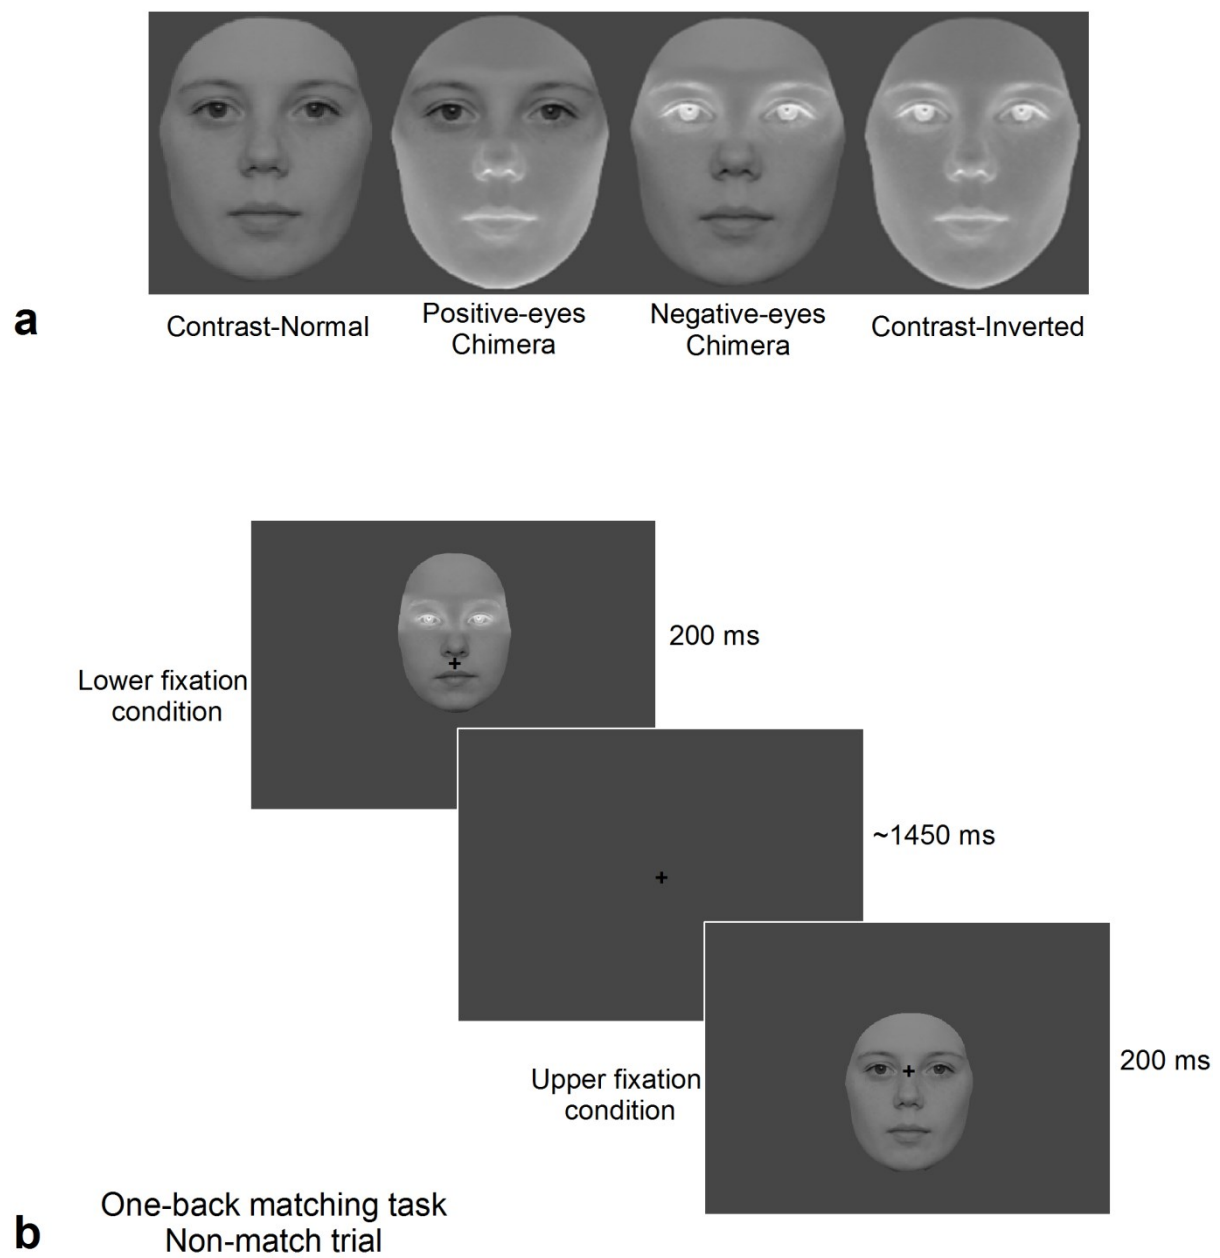 a
Contrast-Normal
Positive-eyes
Chimera
Negative-eyes
Chimera
Contrast-Inverted
Lower fixation
condition
200 ms
~1450 ms
Upper fixation
condition
200 ms
b
One-back matching task
Non-match trial